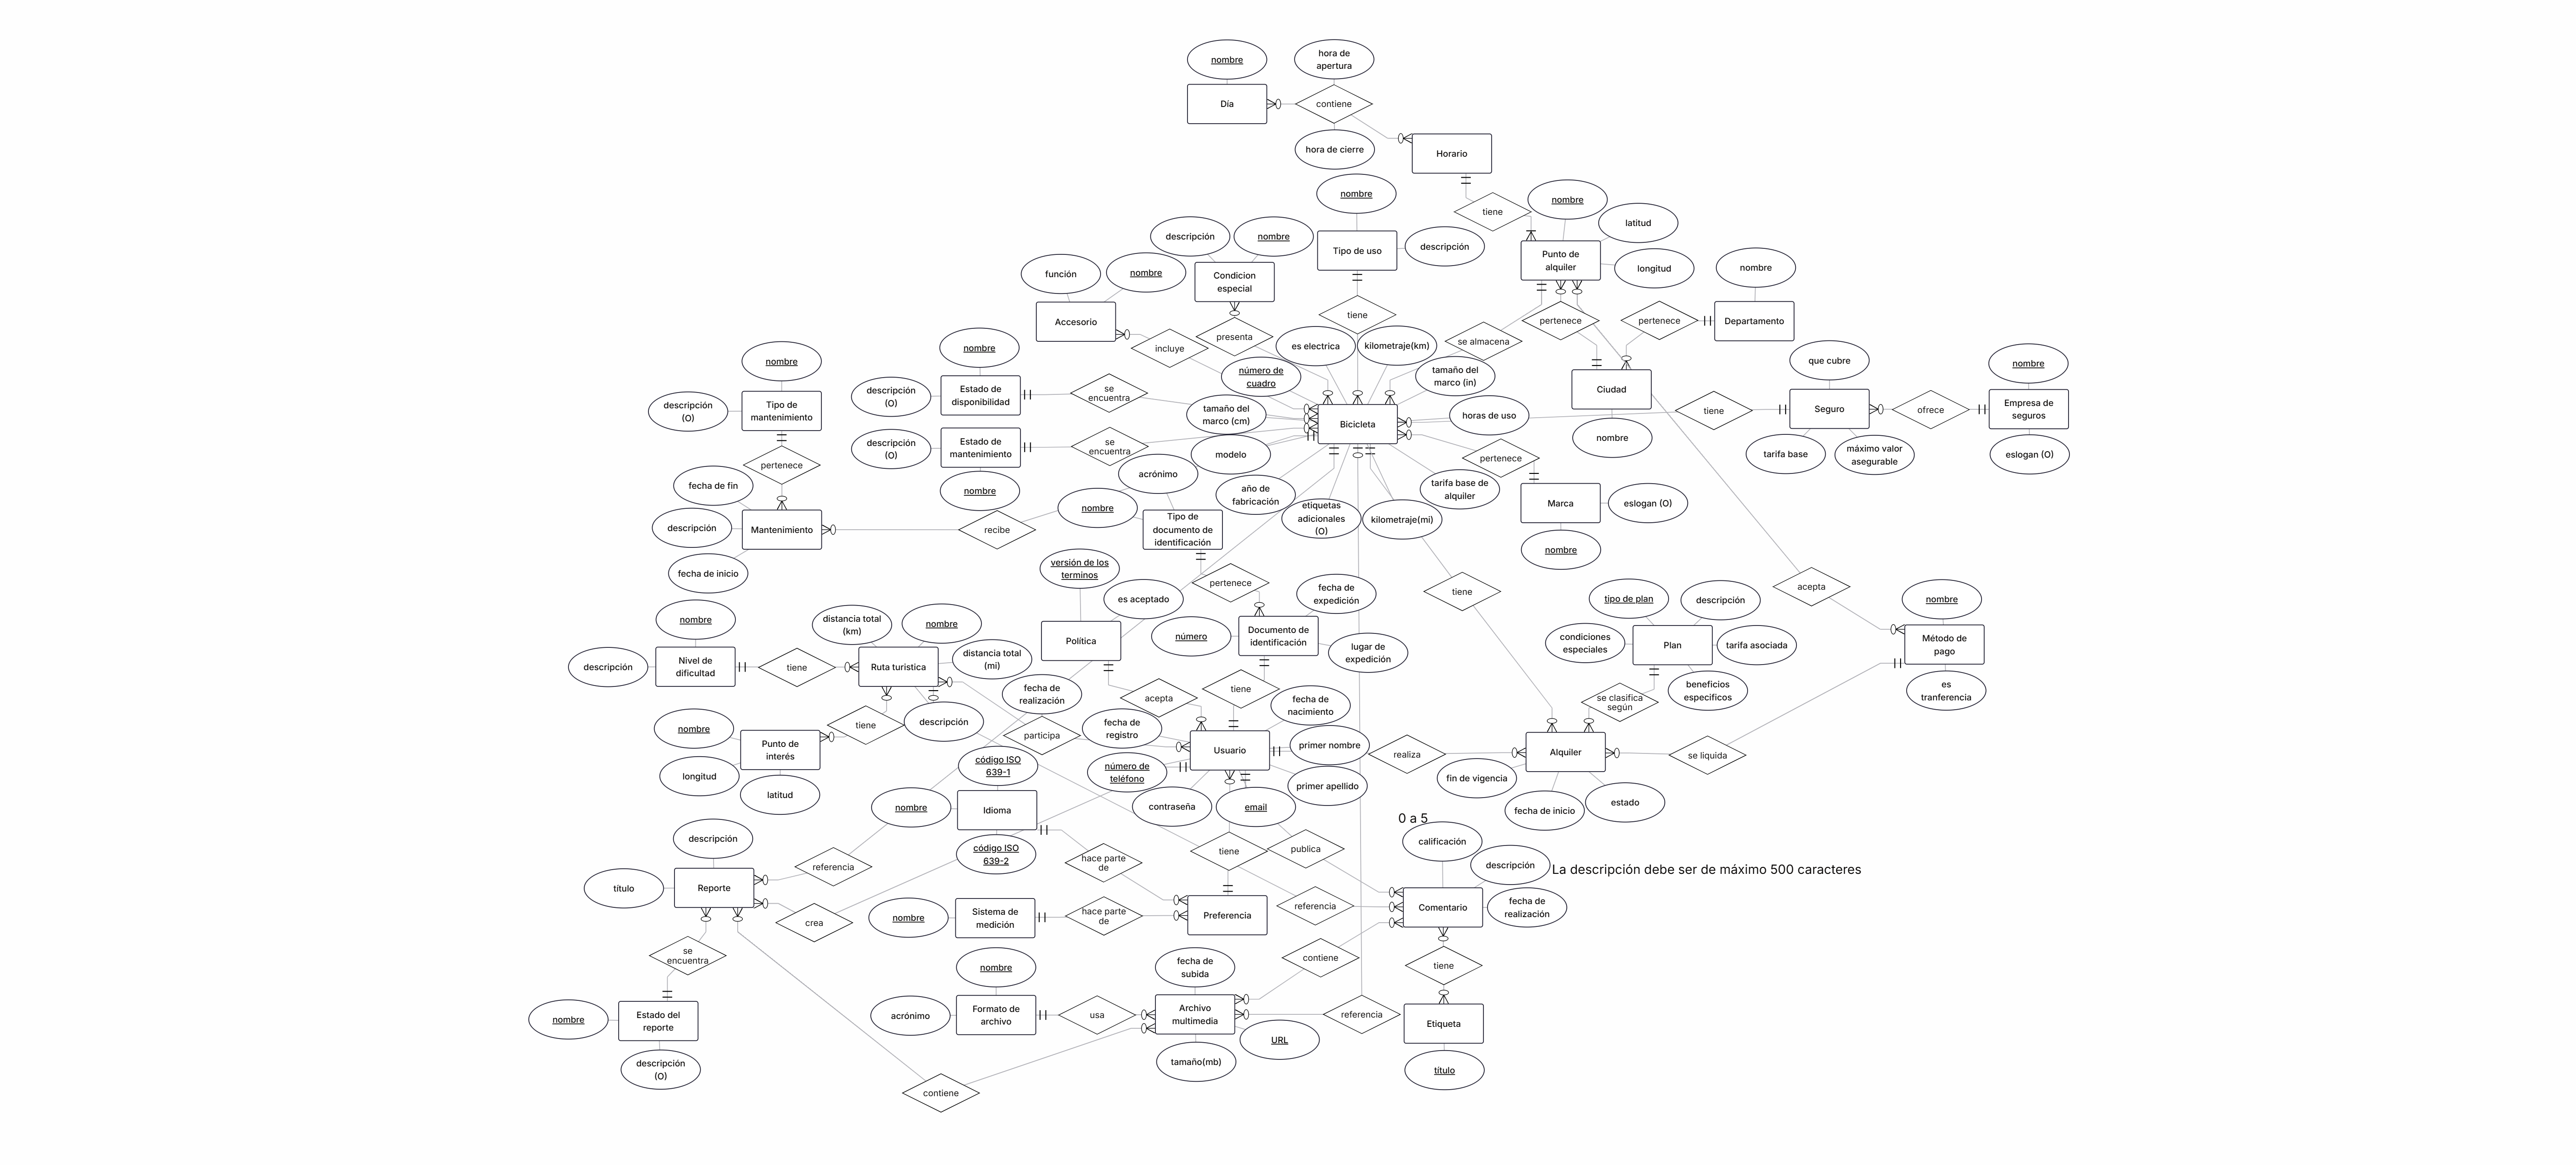 nombre
hora de
apertura
Día
contiene
hora de cierre
Horario
nombre
tiene
nombre
latitud
descripción
nombre
Tipo de uso
descripción
Punto de
alquiler
longitud
nombre
función
nombre
Condicion
especial
Accesorio
tiene
pertenece
pertenece
Departamento
incluye
presenta
es electrica
kilometraje(km)
se almacena
nombre
nombre
descripción
(O)
Estado de
disponibilidad
se
encuentra
número de
cuadro
tamaño del
marco (in)
Ciudad
que cubre
nombre
descripción
(O)
Tipo de
mantenimiento
tamaño del
marco (cm)
Bicicleta
horas de uso
nombre
tiene
Seguro
ofrece
Empresa de
seguros
descripción
(O)
Estado de
mantenimiento
se
encuentra
modelo
pertenece
tarifa base
máximo valor
asegurable
eslogan (O)
pertenece
nombre
acrónimo
año de
fabricación
tarifa base de
alquiler
fecha de fin
nombre
etiquetas
adicionales
(O)
kilometraje(mi)
Marca
eslogan (O)
descripción
Mantenimiento
recibe
Tipo de
documento de
identificación
nombre
fecha de inicio
versión de los
terminos
pertenece
fecha de
expedición
tiene
acepta
es aceptado
tipo de plan
descripción
nombre
nombre
distancia total
(km)
nombre
Política
número
Documento de
identificación
lugar de
expedición
condiciones
especiales
Plan
tarifa asociada
Método de
pago
descripción
Nivel de
dificultad
tiene
Ruta turistica
distancia total
(mi)
fecha de
realización
acepta
tiene
fecha de
nacimiento
se clasifica
según
beneficios
especificos
es
tranferencia
nombre
tiene
descripción
participa
fecha de
registro
Usuario
primer nombre
realiza
Alquiler
se liquida
Punto de
interés
longitud
latitud
código ISO
639-1
número de
teléfono
primer apellido
fin de vigencia
nombre
Idioma
contraseña
email
fecha de inicio
estado
0 a 5
descripción
código ISO
639-2
calificación
referencia
hace parte
de
tiene
publica
descripción
La descripción debe ser de máximo 500 caracteres
título
Reporte
crea
nombre
Sistema de
medición
hace parte
de
Preferencia
referencia
Comentario
fecha de
realización
se
encuentra
nombre
fecha de
subida
contiene
tiene
nombre
Estado del
reporte
acrónimo
Formato de
archivo
usa
Archivo
multimedia
referencia
Etiqueta
URL
descripción
(O)
tamaño(mb)
título
contiene